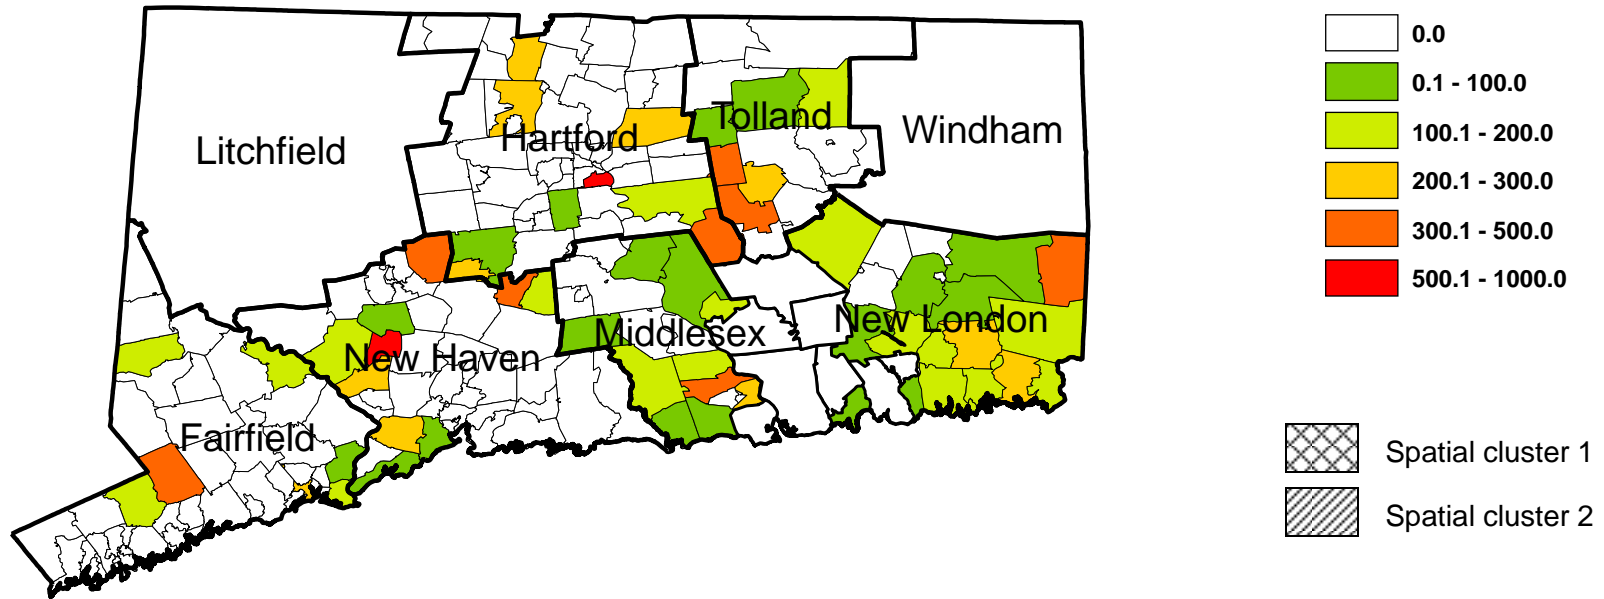 Litchfield
Hartford
Tolland
Windham
New Haven
Middlesex
New London
Fairfield
0.0
0.1 - 100.0
100.1 - 200.0
200.1 - 300.0
300.1 - 500.0
500.1 - 1000.0
Spatial cluster 1
Spatial cluster 2